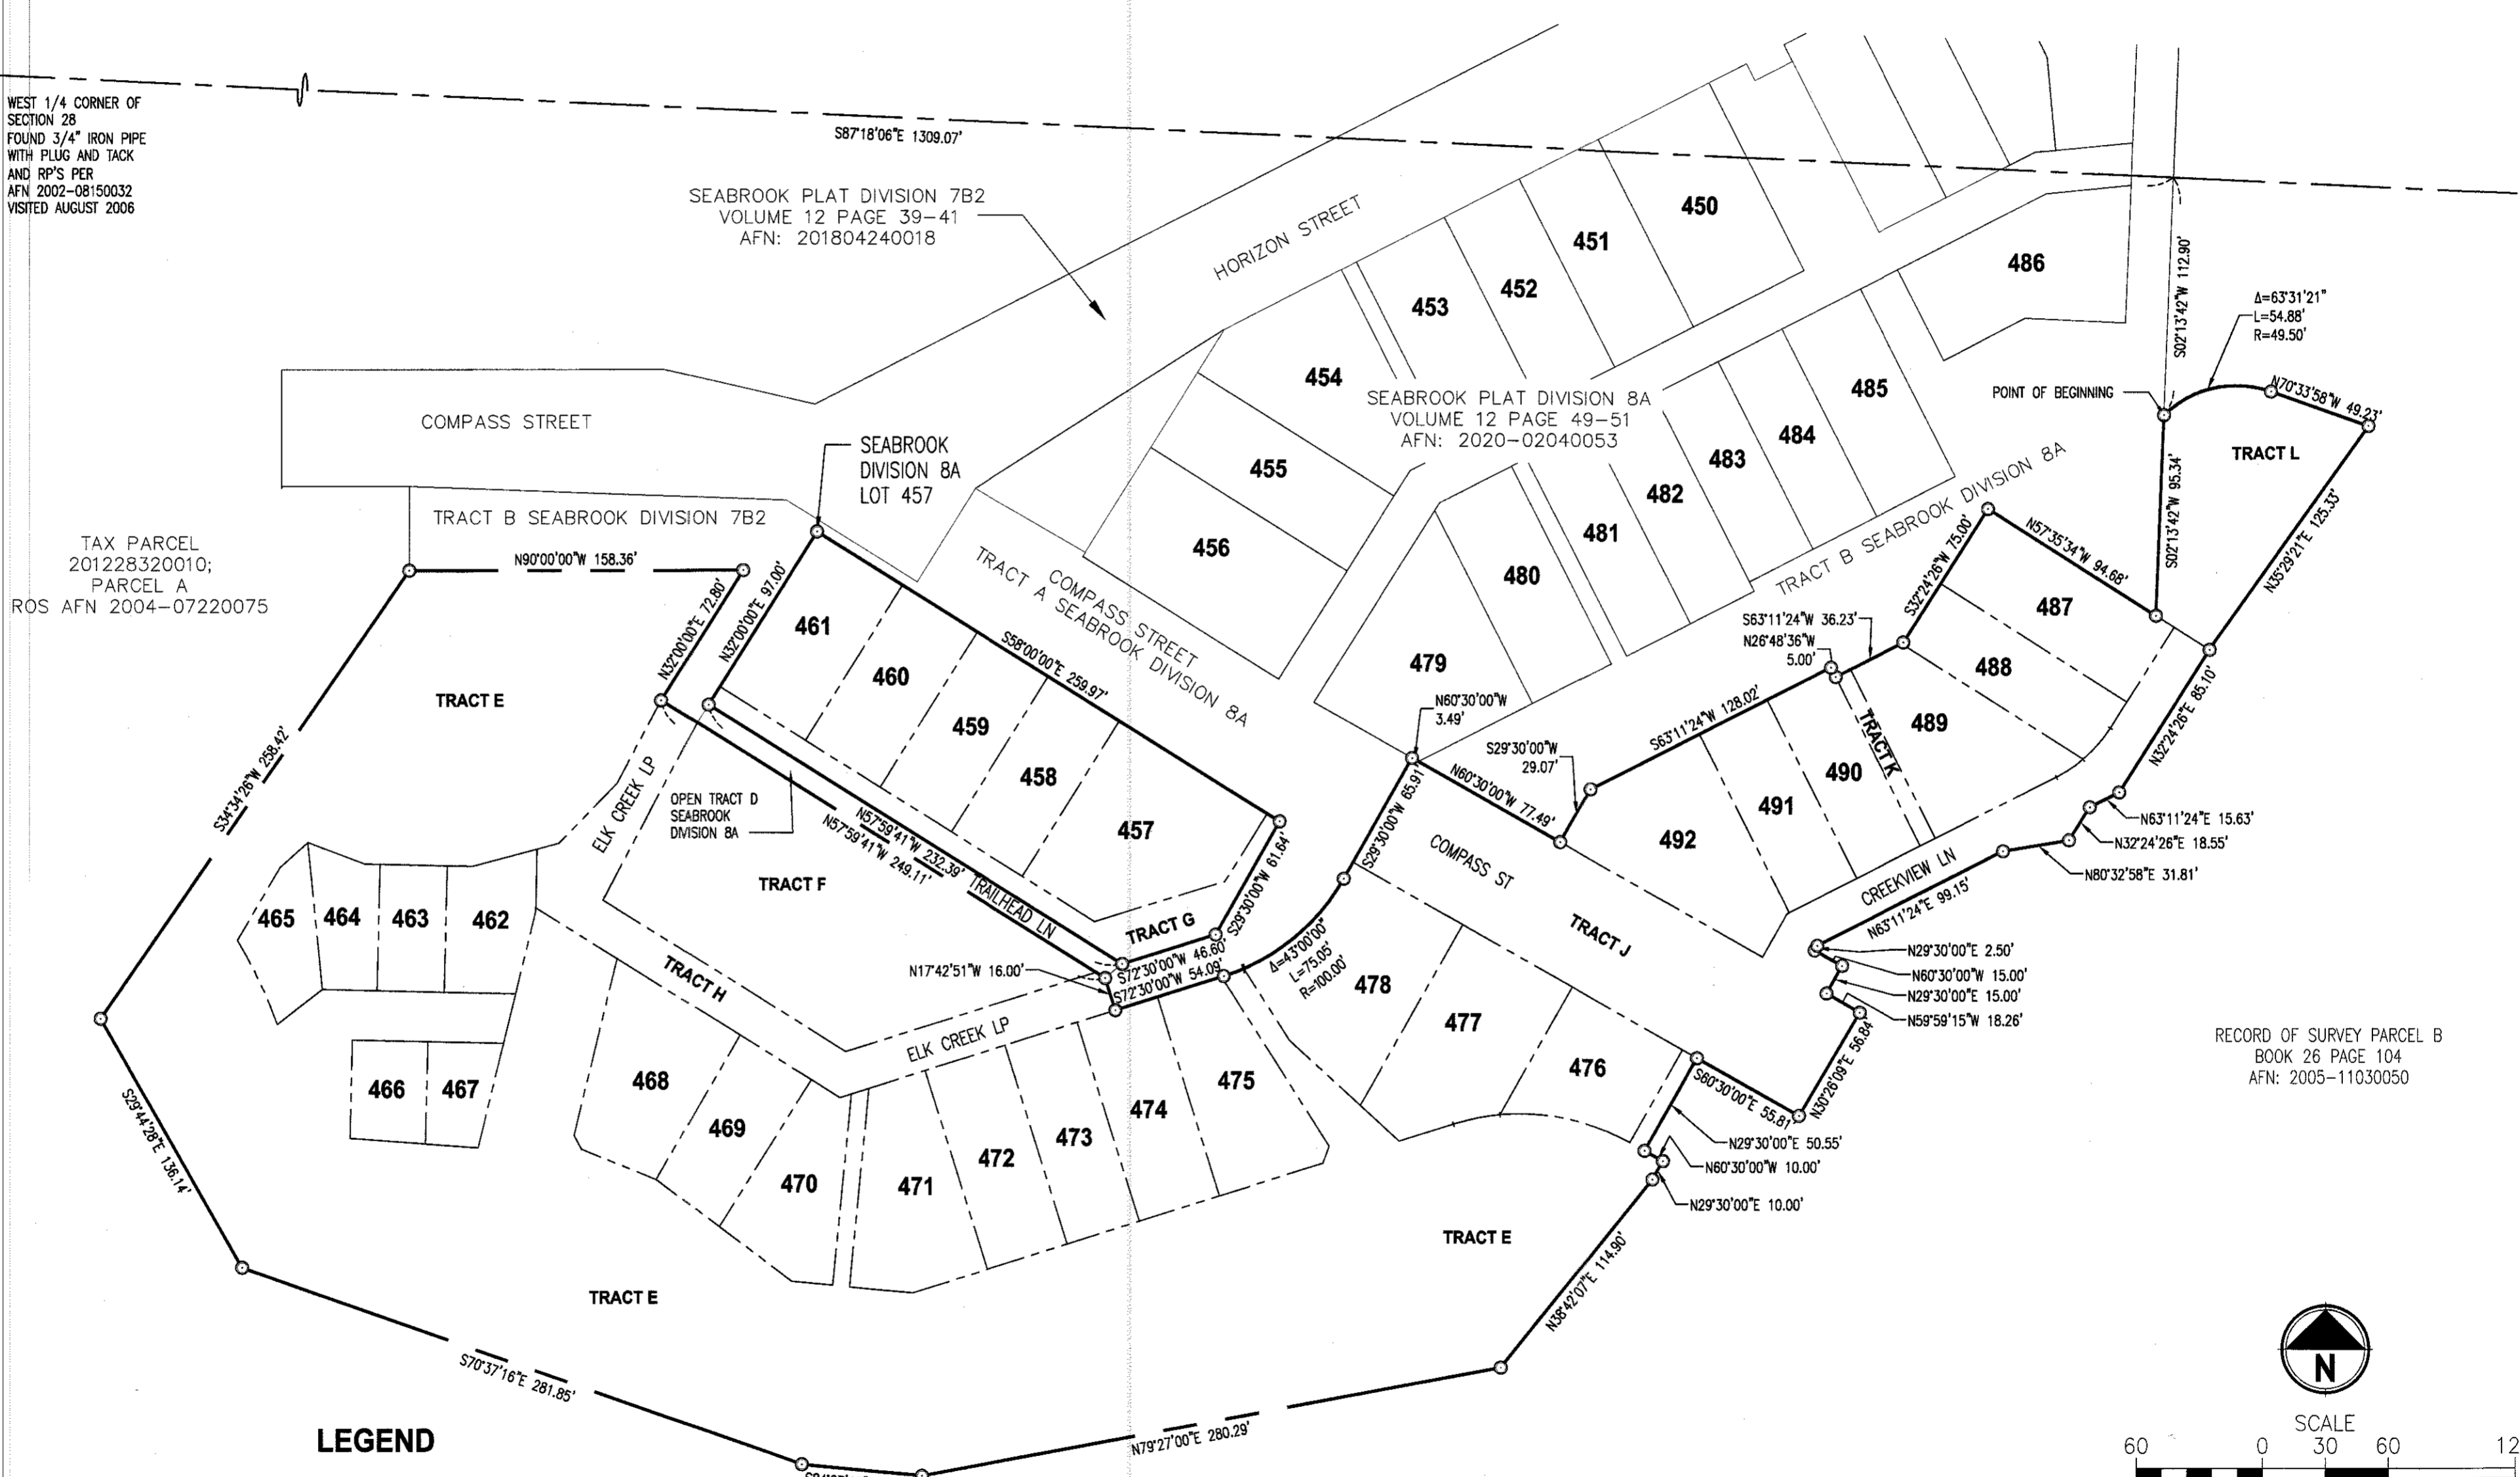 WEST 1/4 CORNER OF
SECTION 28
FOUND 3/4" IRON PIPE
WITH PLUG AND TACK
AND RP'S PER
AFN 2002-08150032
VISITED AUGUST 2006
S87°18'06"E 1309.07'
SEABROOK PLAT DIVISION 7B2
VOLUME 12 PAGE 39-41
AFN: 201804240018
HORIZON STREET
450
451
452
453
454
455
456
486
485
484
483
482
481
480
479
S02°13'42"W 112.90'
Δ=63°31'21"
L=54.88'
R=49.50'
POINT OF BEGINNING
N70°33'58"W 49.23'
TRACT L
S02°13'42"W 95.34'
N35°29'21"E 125.33'
SEABROOK PLAT DIVISION 8A
VOLUME 12 PAGE 49-51
AFN: 2020-02040053
COMPASS STREET
SEABROOK
DIVISION 8A
LOT 457
TRACT B SEABROOK DIVISION 7B2
TAX PARCEL
201228320010;
PARCEL A
ROS AFN 2004-07220075
N90°00'00"W 158.36'
N32°00'00"E 72.80'
N32°00'00"E 97.00'
COMPASS STREET
TRACT A SEABROOK DIVISION 8A
TRACT B SEABROOK DIVISION 8A
S58°00'00"E 259.97'
461
460
459
458
457
TRACT E
S34°34'26"W 258.42'
ELK CREEK LP
OPEN TRACT D
SEABROOK
DIVISION 8A
N57°59'41"W 232.39'
N57°59'41"W 249.11'
TRAILHEAD LN
TRACT F
TRACT G
S29°30'00"W 61.64'
S72°30'00"W 46.60'
S72°30'00"W 54.09'
N17°42'51"W 16.00'
Δ=43°00'00"
L=75.05'
R=100.00'
S29°30'00"W 65.91'
N60°30'00"W
3.49'
N60°30'00"W 77.49'
S29°30'00"W
29.07'
S63°11'24"W 128.02'
S63°11'24"W 36.23'
N26°48'36"W
5.00'
S32°24'26"W 75.00'
N57°35'34"W 94.68'
487
488
489
TRACT K
490
491
492
N32°24'26"E 85.10'
N63°11'24"E 15.63'
N32°24'26"E 18.55'
N80°32'58"E 31.81'
CREEKVIEW LN
N63°11'24"E 99.15'
N29°30'00"E 2.50'
N60°30'00"W 15.00'
N29°30'00"E 15.00'
N59°59'15"W 18.26'
COMPASS ST
TRACT J
N30°26'09"E 56.84'
S60°30'00"E 55.81'
N29°30'00"E 50.55'
N60°30'00"W 10.00'
N29°30'00"E 10.00'
465
464
463
462
466
467
TRACT H
ELK CREEK LP
468
469
470
471
472
473
474
475
478
477
476
RECORD OF SURVEY PARCEL B
BOOK 26 PAGE 104
AFN: 2005-11030050
S29°44'28"E 136.14'
TRACT E
TRACT E
N38°42'07"E 114.90'
S70°37'16"E 281.85'
N79°27'00"E 280.29'
LEGEND
N
SCALE
60 0 30 60